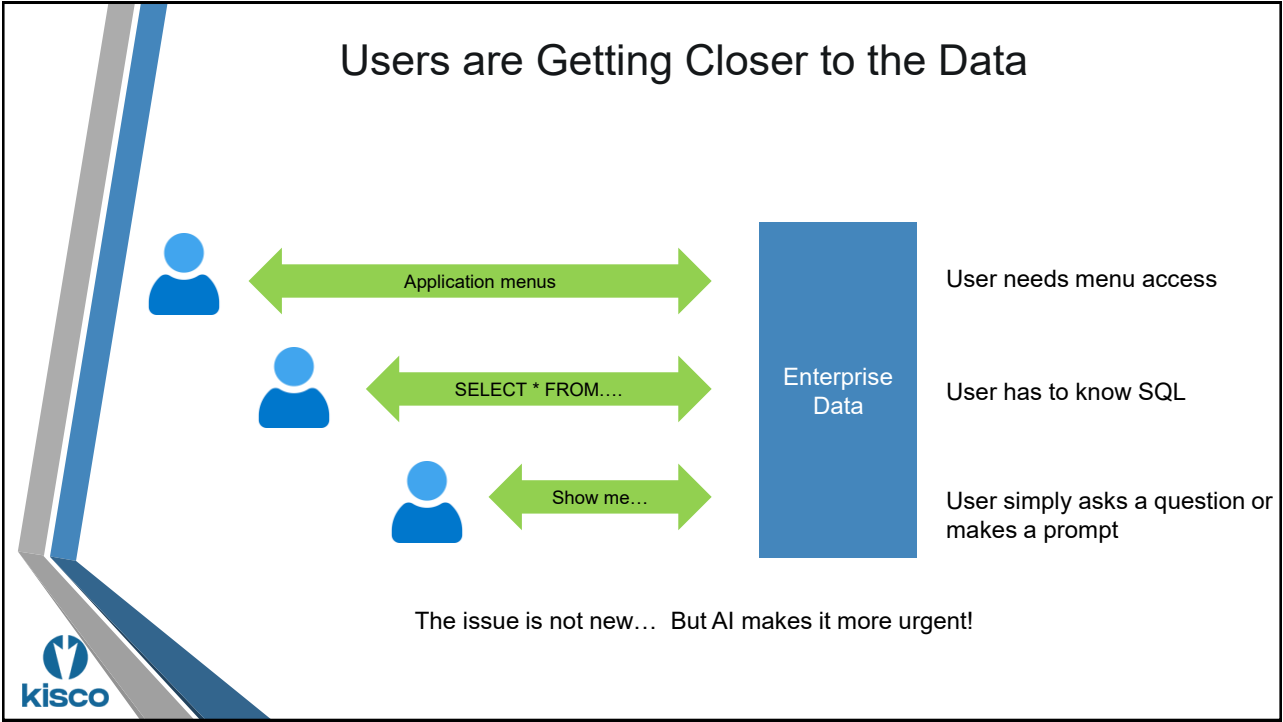 Users are Getting Closer to the Data
Application menus
User needs menu access
SELECT * FROM….
Enterprise
Data
User has to know SQL
Show me…
User simply asks a question or
makes a prompt
The issue is not new…  But AI makes it more urgent!
kisco